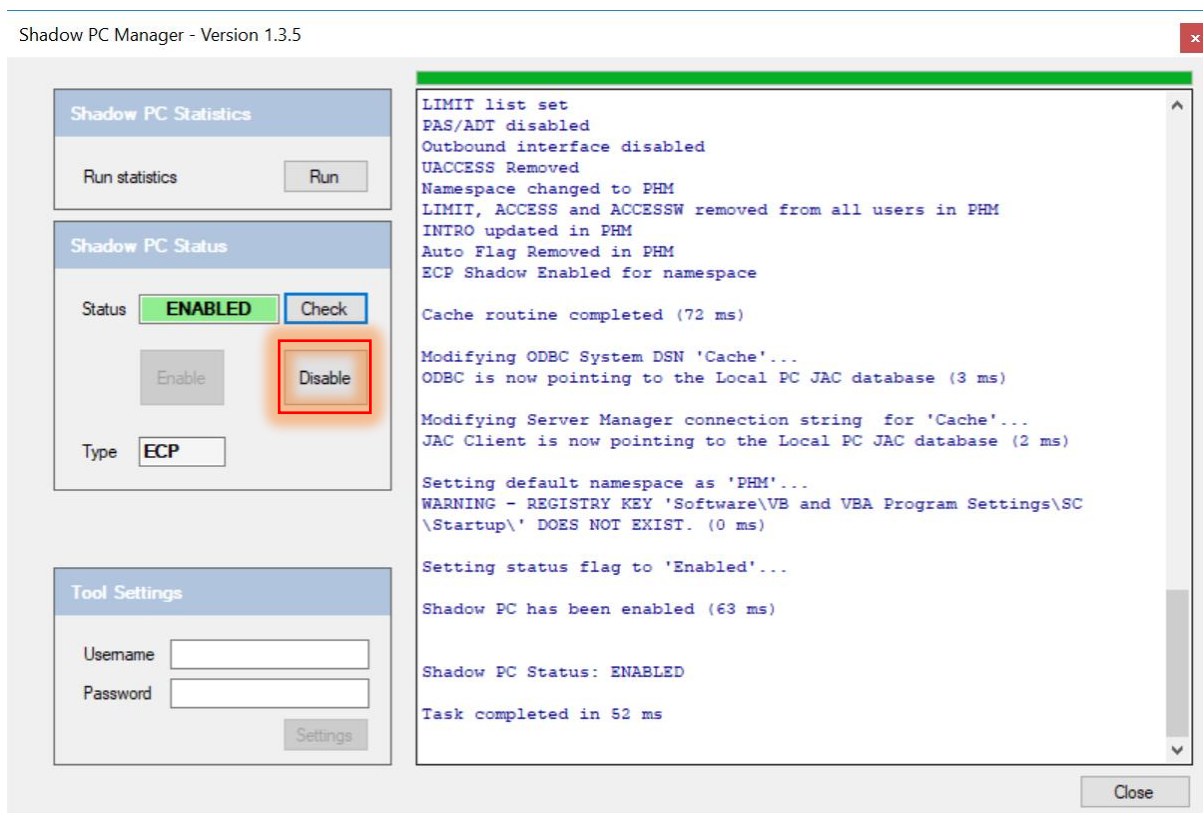 Shadow PC Manager - Version 1.3.5
x
Shadow PC Statistics
Run statistics
Run
Shadow PC Status
Status
ENABLED
Check
Enable
Disable
Type
ECP
Tool Settings
Username
Password
Settings
LIMIT list set
PAS/ADT disabled
Outbound interface disabled
UACCESS Removed
Namespace changed to PHM
LIMIT, ACCESS and ACCESSW removed from all users in PHM
INTRO updated in PHM
Auto Flag Removed in PHM
ECP Shadow Enabled for namespace
Cache routine completed (72 ms)
Modifying ODBC System DSN 'Cache'...
ODBC is now pointing to the Local PC JAC database (3 ms)
Modifying Server Manager connection string  for 'Cache'...
JAC Client is now pointing to the Local PC JAC database (2 ms)
Setting default namespace as 'PHM'...
WARNING - REGISTRY KEY 'Software\VB and VBA Program Settings\SC
\Startup\' DOES NOT EXIST. (0 ms)
Setting status flag to 'Enabled'...
Shadow PC has been enabled (63 ms)
Shadow PC Status: ENABLED
Task completed in 52 ms
Close